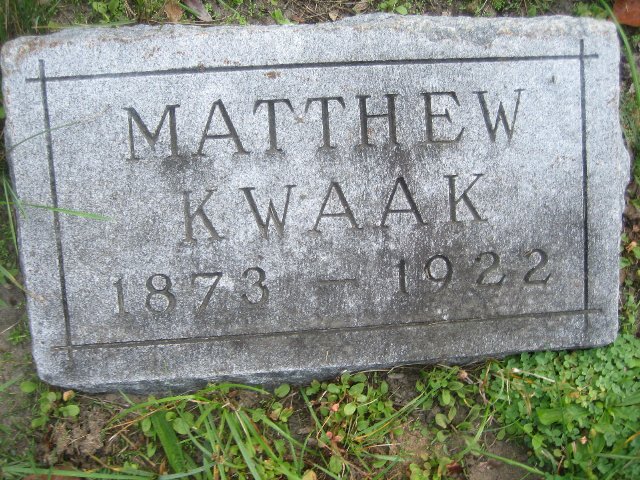 MATTHEW
KWAAK
1873 — 1922